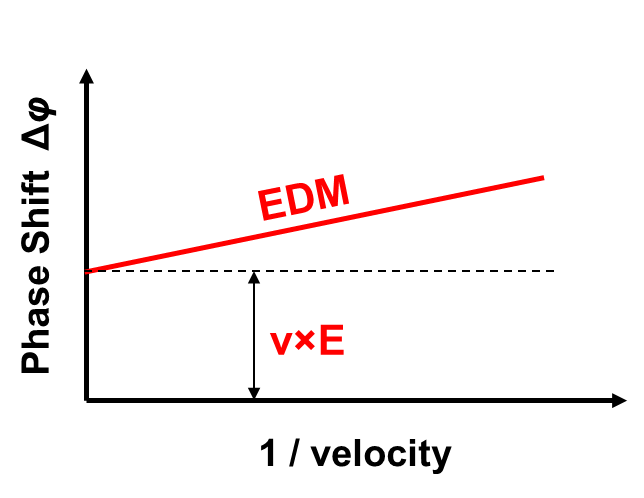 Phase Shift Δφ
EDM
v×E
1 / velocity